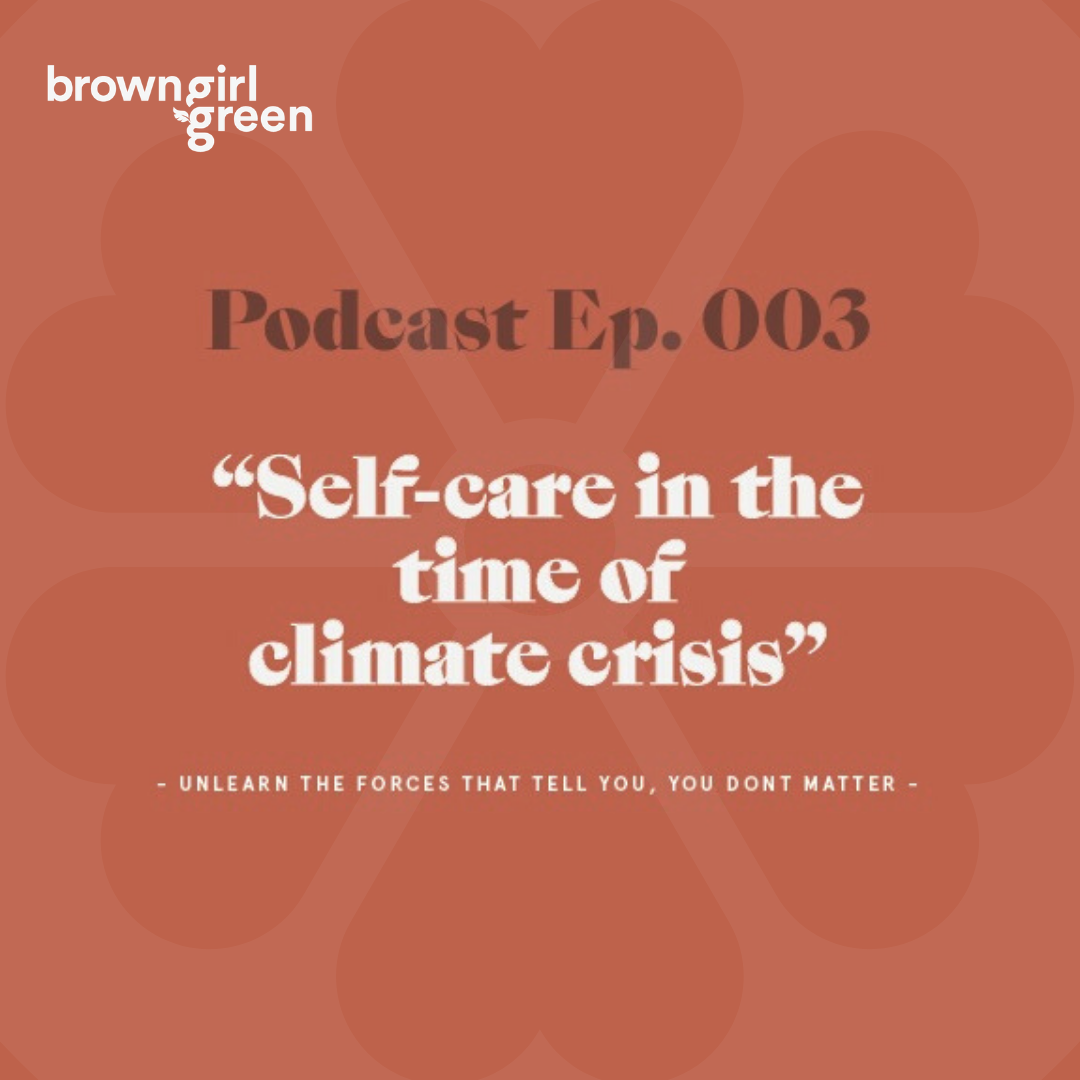 browngirl
green
Podcast Ep. 003
“Self-care in the
time of
climate crisis”
- UNLEARN THE FORCES THAT TELL YOU, YOU DONT MATTER -